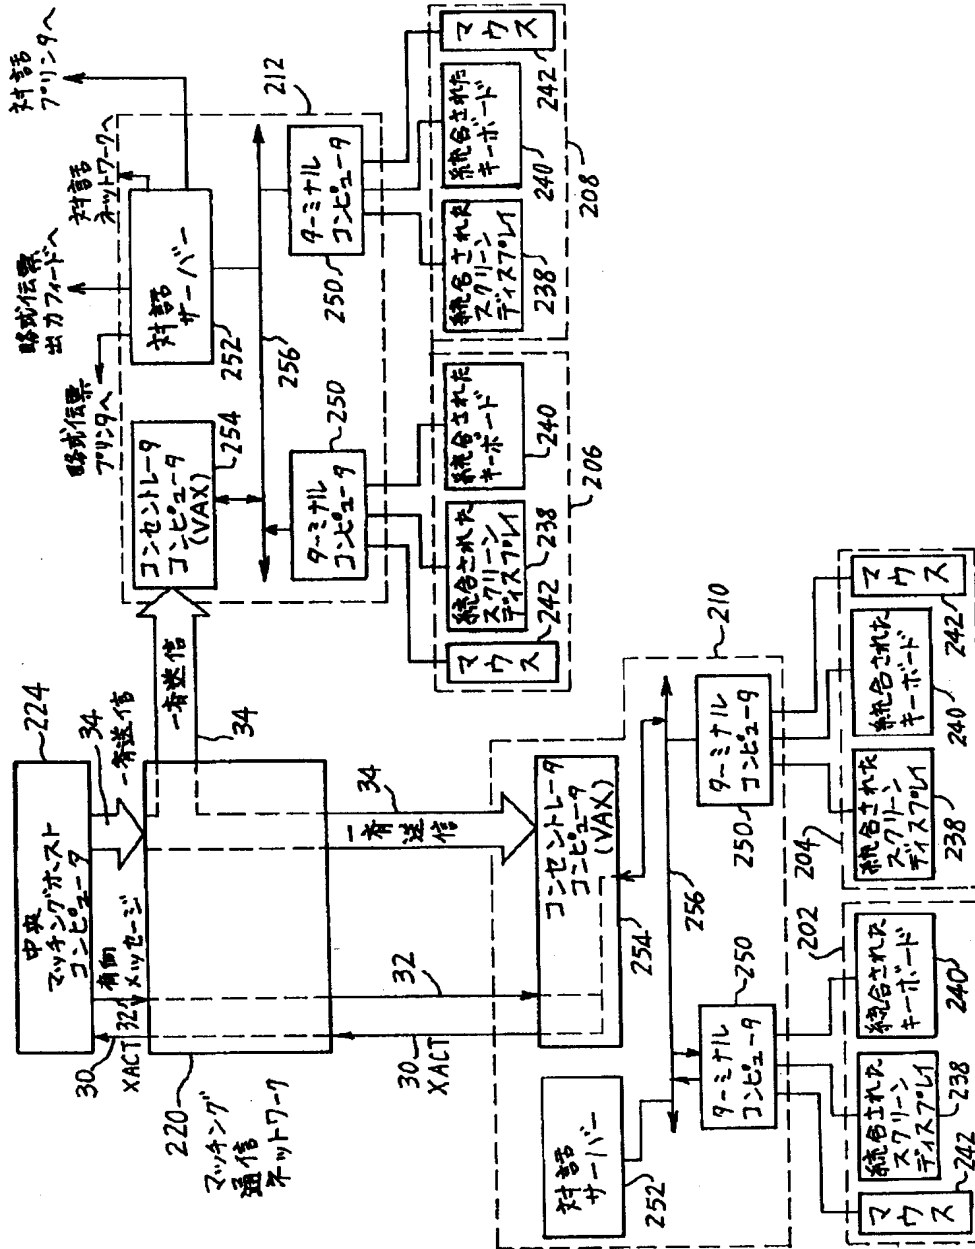 中央
マッチングホスト
コンピュータ
224
30
XACT
32
有向
メッセージ
34
一斉送信
220
マッチング
通信
ネットワーク
一斉送信
34
30
XACT
32
34
一斉送信
コンセントレータ
コンピュータ
(VAX)
254
略式伝票
プリンタへ
略式伝票
出力フィードへ
対話
ネットワークへ
対話
プリンタへ
対話
サーバー
252
212
256
ターミナル
コンピュータ
250
ターミナル
コンピュータ
250
マウス
242
統合された
スクリーン
ディスプレイ
238
統合された
キーボード
240
206
統合された
スクリーン
ディスプレイ
238
統合された
キーボード
240
マウス
242
208
コンセントレータ
コンピュータ
(VAX)
254
210
対話
サーバー
252
256
ターミナル
コンピュータ
250
ターミナル
コンピュータ
250
マウス
242
統合された
スクリーン
ディスプレイ
238
統合された
キーボード
240
202
204
統合された
スクリーン
ディスプレイ
238
統合された
キーボード
240
マウス
242